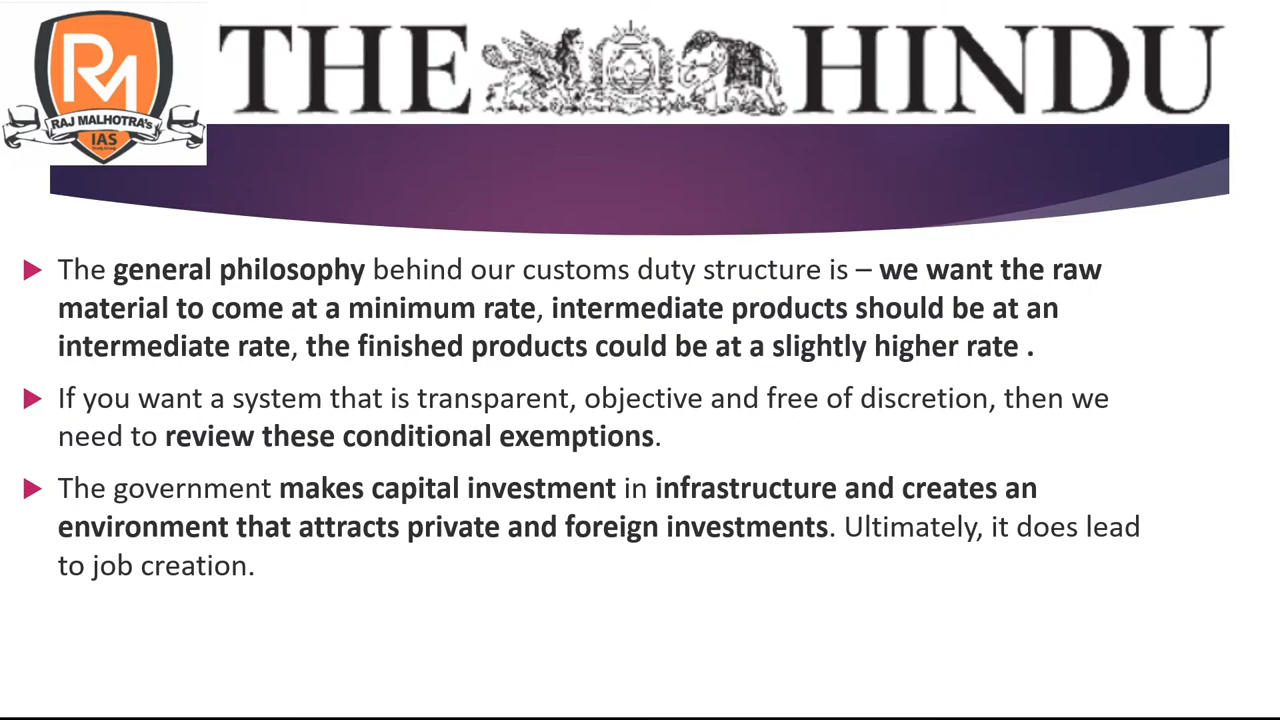 RM
RAJ MALHOTRA's
IAS
Study Group
THE HINDU
The general philosophy behind our customs duty structure is – we want the raw
material to come at a minimum rate, intermediate products should be at an
intermediate rate, the finished products could be at a slightly higher rate .
If you want a system that is transparent, objective and free of discretion, then we
need to review these conditional exemptions.
The government makes capital investment in infrastructure and creates an
environment that attracts private and foreign investments. Ultimately, it does lead
to job creation.